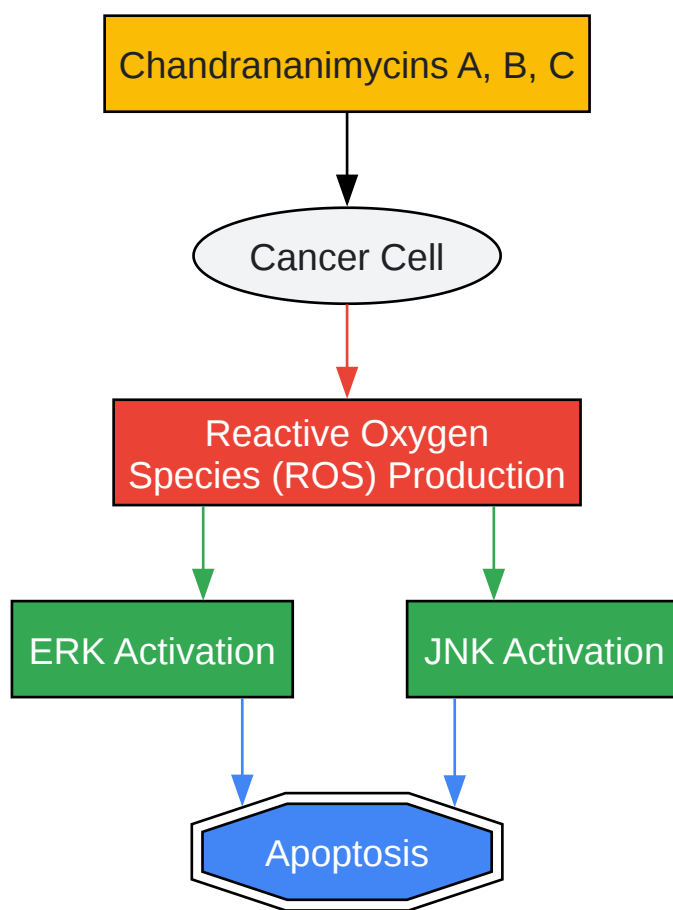 Chandrananimycins A, B, C
Cancer Cell
Reactive Oxygen
Species (ROS) Production
ERK Activation
JNK Activation
Apoptosis